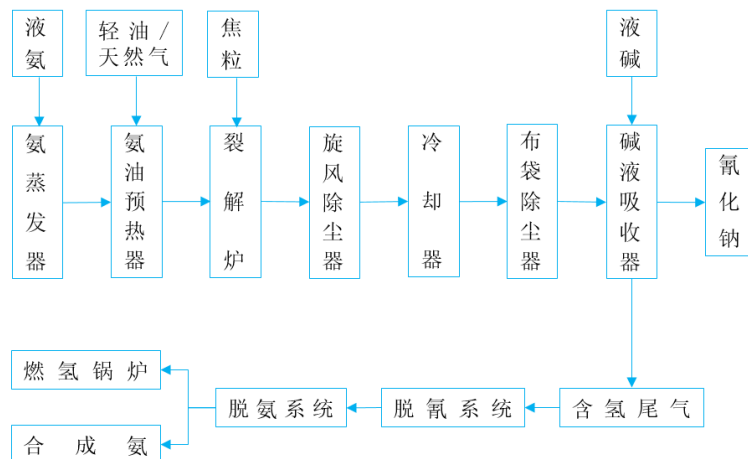 液氨
轻油/
天然气
焦粒
液碱
氨蒸发器
氨油预热器
裂解炉
旋风除尘器
冷却器
布袋除尘器
碱液吸收器
氰化钠
燃氢锅炉
脱氨系统
脱氰系统
含氢尾气
合成氨